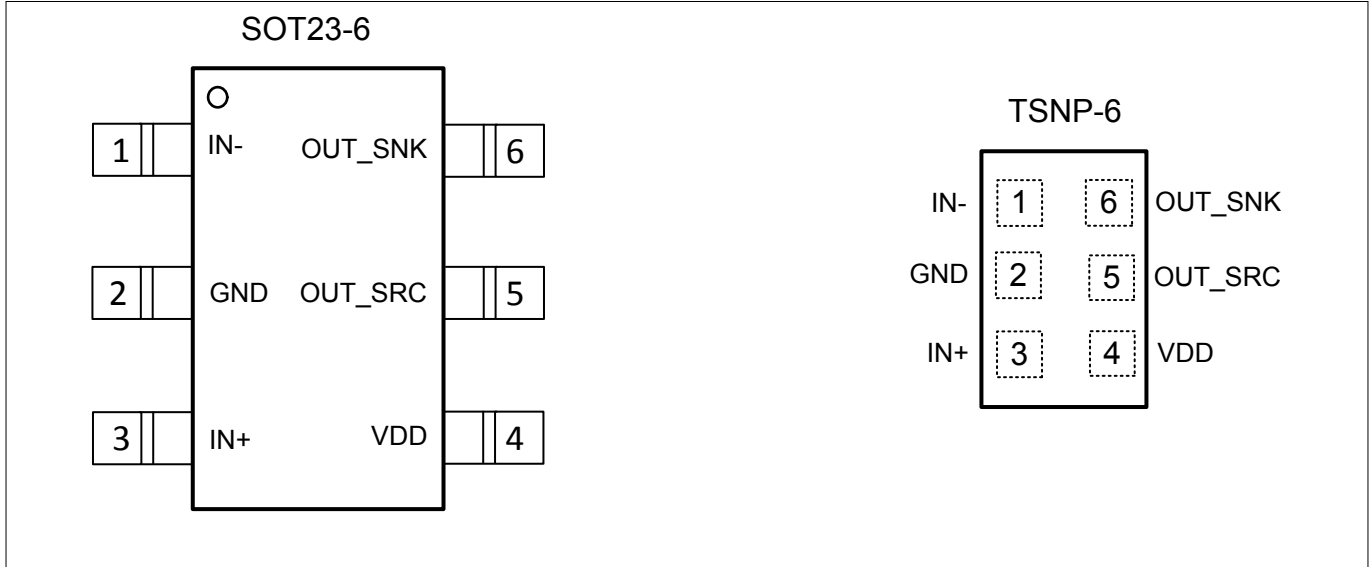 SOT23-6
1 IN- OUT_SNK 6
2 GND OUT_SRC 5
3 IN+ VDD 4
TSNP-6
IN- 1 6 OUT_SNK
GND 2 5 OUT_SRC
IN+ 3 4 VDD